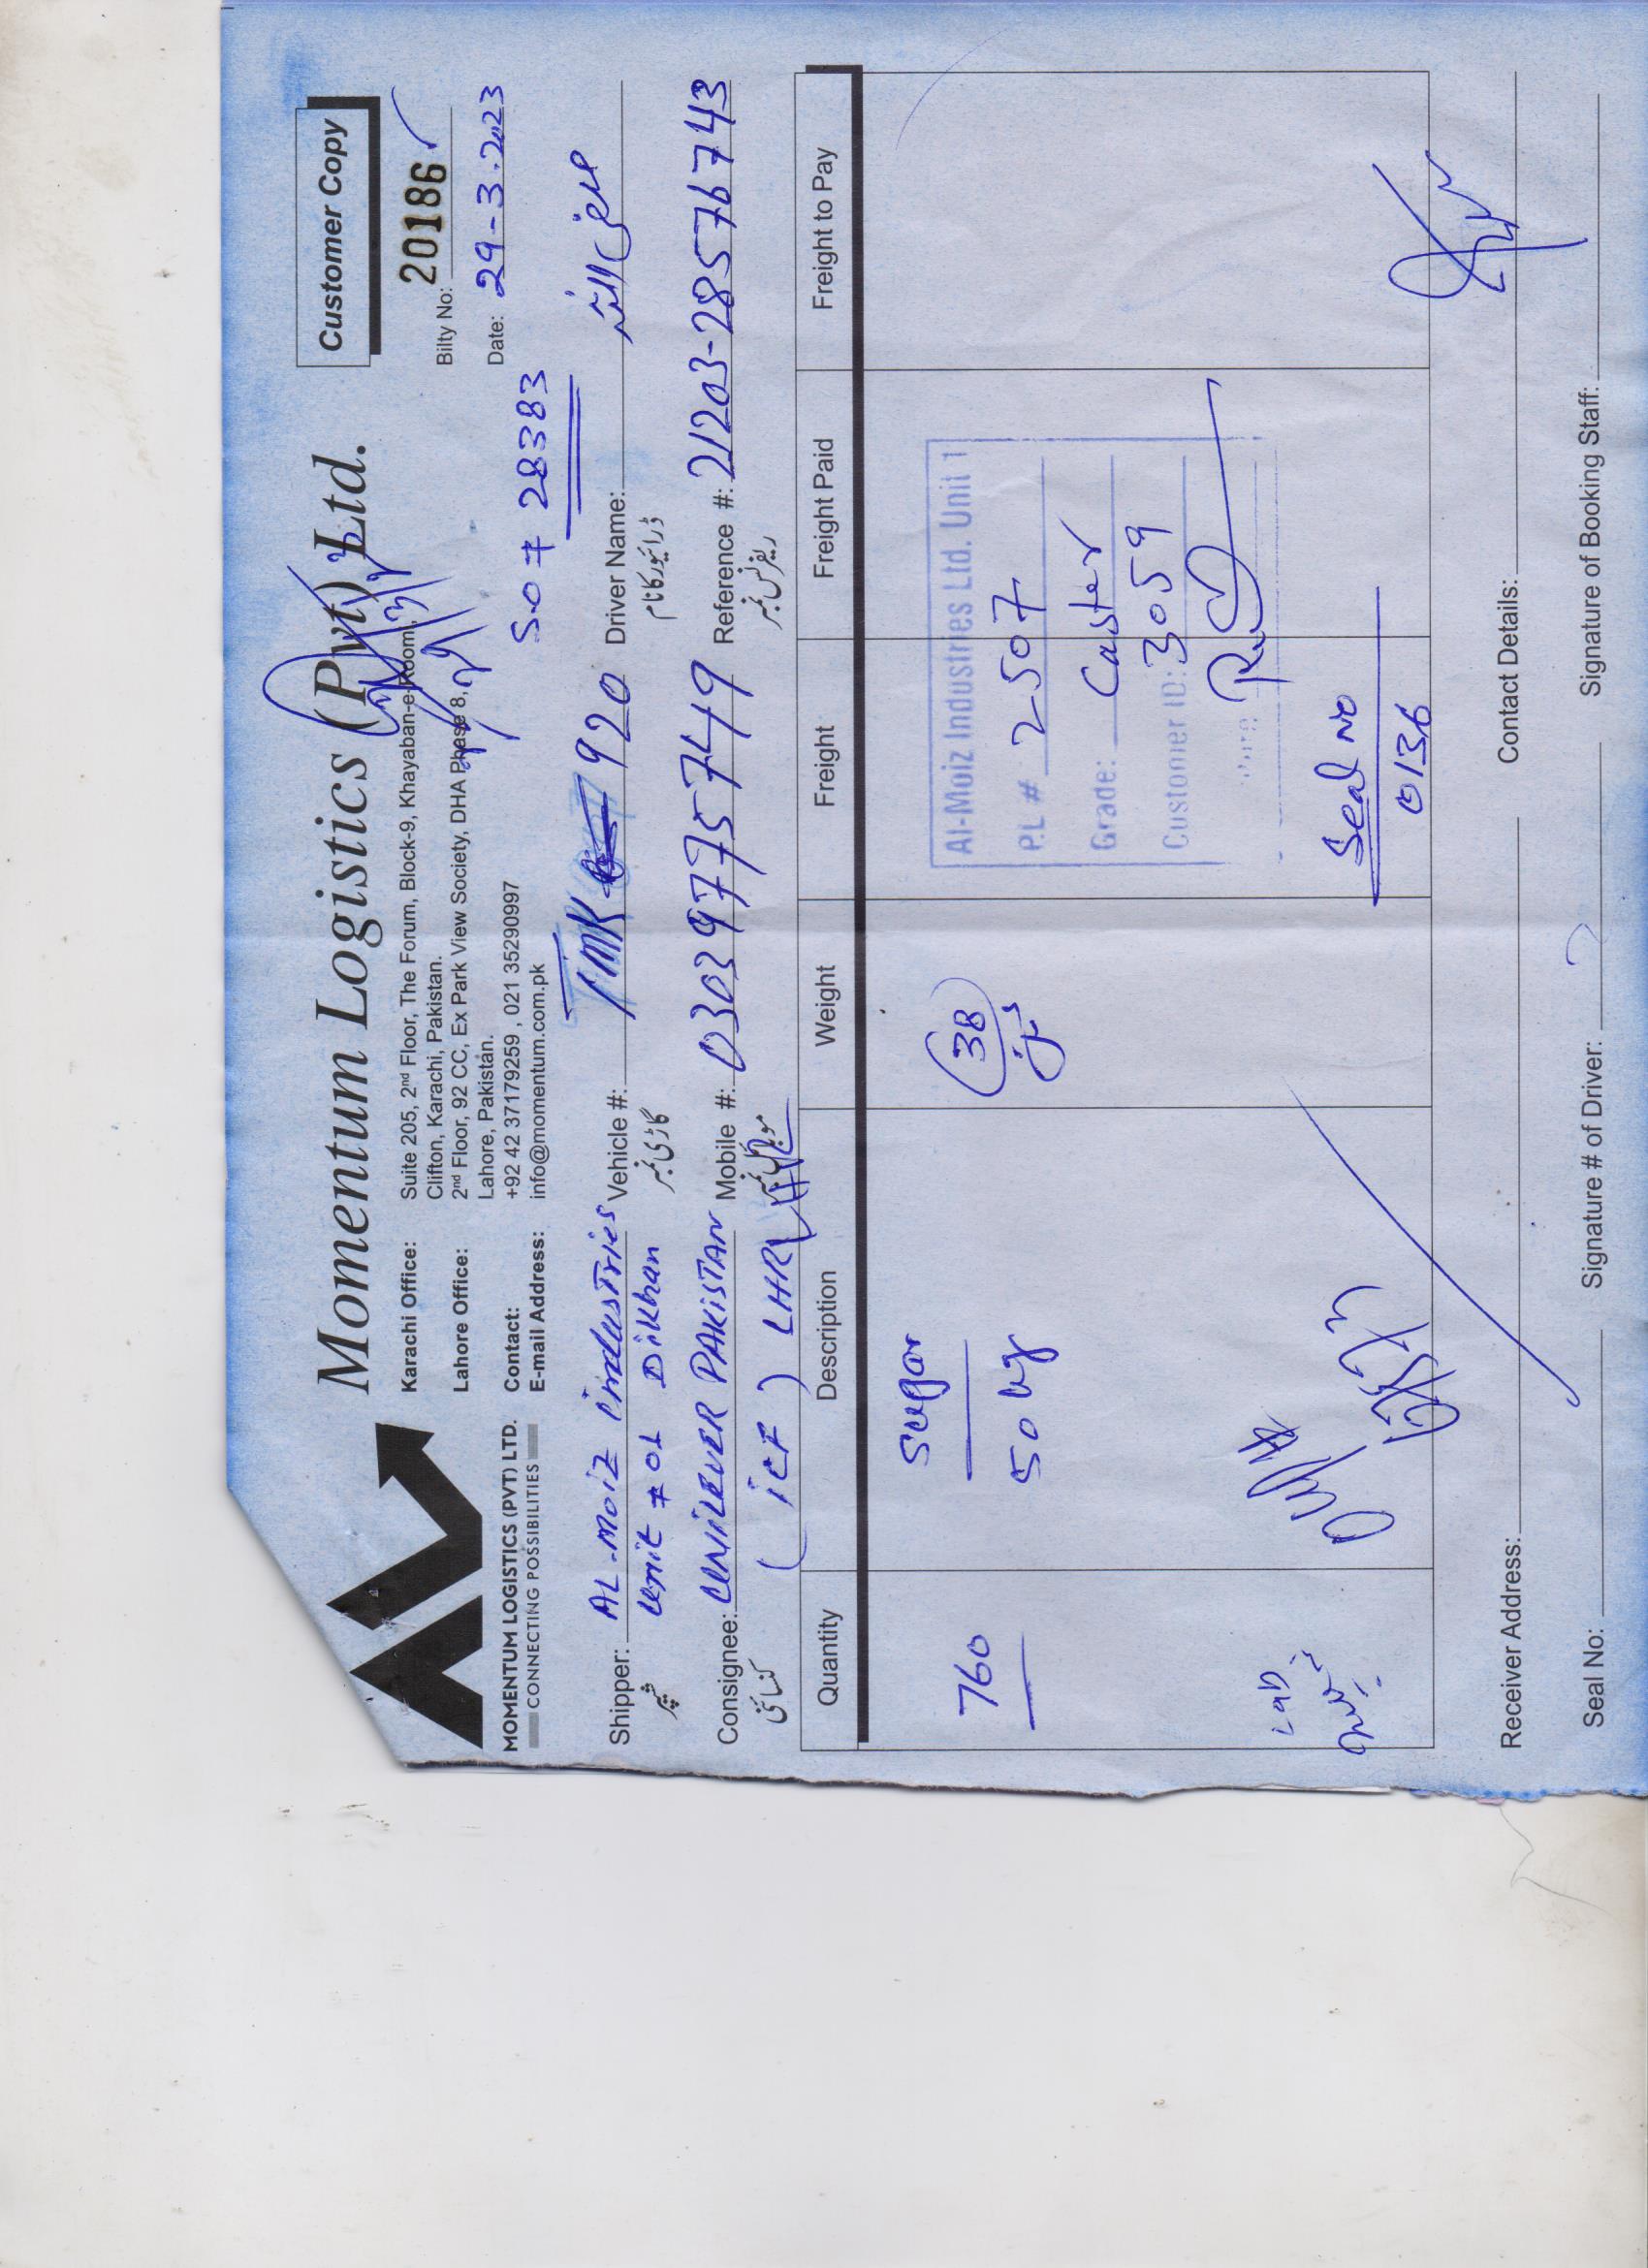 Customer Copy
Momentum Logistics (Pvt) Ltd.
MOMENTUM LOGISTICS (PVT) LTD.
CONNECTING POSSIBILITIES
Karachi Office: Suite 205, 2nd Floor, The Forum, Block-9, Khayaban-e-Roomi,
Clifton, Karachi, Pakistan.
Lahore Office: 2nd Floor, 92 CC, Ex Park View Society, DHA Phase 8,
Lahore, Pakistan.
Contact: +92 42 37179259 , 021 35290997
E-mail Address: info@momentum.com.pk
Bilty No: 20186
Date: 29-3-2023
S.O # 28383
Shipper: AL-Moiz industries Vehicle #: TMK 920 Driver Name:
شپر unit # 01 Dikhan گاڑی نمبر ڈرائیور کا نام
Consignee: UNiLEVER PAKiSTAN Mobile #: 03039775749 Reference #: 21203-28576743
کنسائنی (iCF) LHR موبائل نمبر ریفرنس نمبر
Quantity Description Weight Freight Freight Paid Freight to Pay
760 Sugar 38
50 kg ٹن
Al-Moiz Industries Ltd. Unit 1
P.L # 2507
Grade: Caster
Customer ID: 3059
Seal No
0136
Lab
Receiver Address: Contact Details:
Seal No: Signature # of Driver: Signature of Booking Staff: